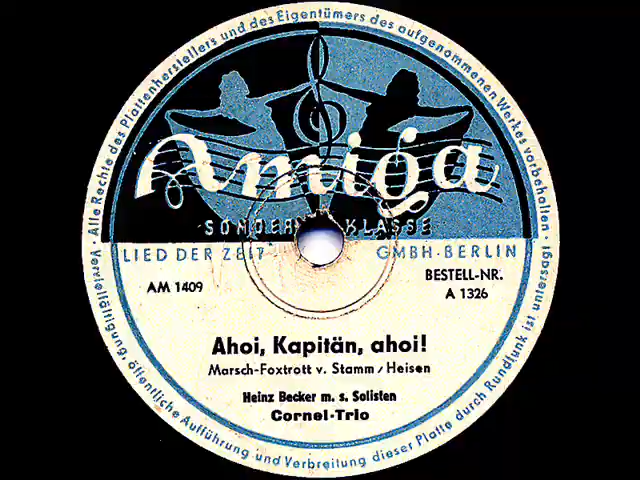 Alle Rechte des Plattenherstellers und des Eigentümers des aufgenommenen Werkes vorbehalten · Vervielfältigung, öffentliche Aufführung und Verbreitung dieser Platte durch Rundfunk ist untersagt ·
Amiga
SONDER KLASSE
LIED DER ZEIT GMBH·BERLIN
AM 1409
BESTELL-NR.
A 1326
Ahoi, Kapitän, ahoi!
Marsch-Foxtrott v. Stamm / Heisen
Heinz Becker m. s. Solisten
Cornel-Trio